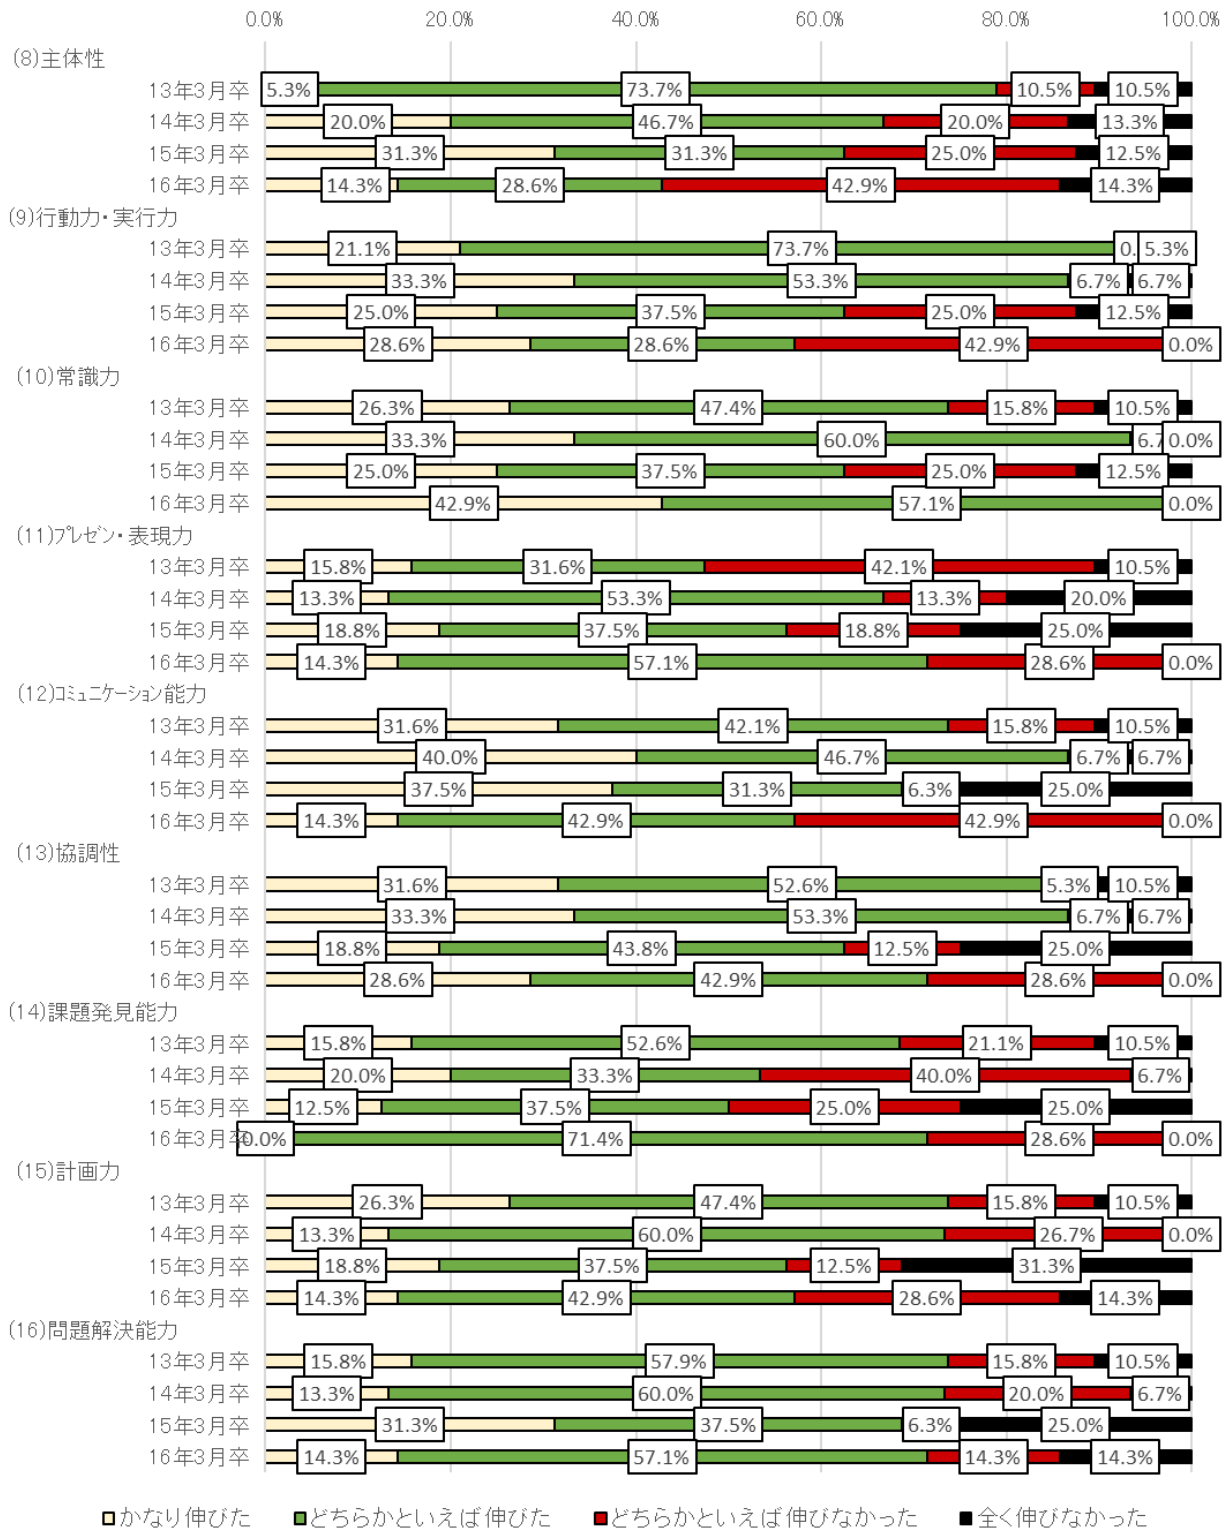 0.0% 20.0% 40.0% 60.0% 80.0% 100.0%
(8)主体性
13年3月卒 5.3% 73.7% 10.5% 10.5%
14年3月卒 20.0% 46.7% 20.0% 13.3%
15年3月卒 31.3% 31.3% 25.0% 12.5%
16年3月卒 14.3% 28.6% 42.9% 14.3%
(9)行動力・実行力
13年3月卒 21.1% 73.7% 0. 5.3%
14年3月卒 33.3% 53.3% 6.7% 6.7%
15年3月卒 25.0% 37.5% 25.0% 12.5%
16年3月卒 28.6% 28.6% 42.9% 0.0%
(10)常識力
13年3月卒 26.3% 47.4% 15.8% 10.5%
14年3月卒 33.3% 60.0% 6.7 0.0%
15年3月卒 25.0% 37.5% 25.0% 12.5%
16年3月卒 42.9% 57.1% 0.0%
(11)プレゼン・表現力
13年3月卒 15.8% 31.6% 42.1% 10.5%
14年3月卒 13.3% 53.3% 13.3% 20.0%
15年3月卒 18.8% 37.5% 18.8% 25.0%
16年3月卒 14.3% 57.1% 28.6% 0.0%
(12)コミュニケーション能力
13年3月卒 31.6% 42.1% 15.8% 10.5%
14年3月卒 40.0% 46.7% 6.7% 6.7%
15年3月卒 37.5% 31.3% 6.3% 25.0%
16年3月卒 14.3% 42.9% 42.9% 0.0%
(13)協調性
13年3月卒 31.6% 52.6% 5.3% 10.5%
14年3月卒 33.3% 53.3% 6.7% 6.7%
15年3月卒 18.8% 43.8% 12.5% 25.0%
16年3月卒 28.6% 42.9% 28.6% 0.0%
(14)課題発見能力
13年3月卒 15.8% 52.6% 21.1% 10.5%
14年3月卒 20.0% 33.3% 40.0% 6.7%
15年3月卒 12.5% 37.5% 25.0% 25.0%
16年3月卒 0.0% 71.4% 28.6% 0.0%
(15)計画力
13年3月卒 26.3% 47.4% 15.8% 10.5%
14年3月卒 13.3% 60.0% 26.7% 0.0%
15年3月卒 18.8% 37.5% 12.5% 31.3%
16年3月卒 14.3% 42.9% 28.6% 14.3%
(16)問題解決能力
13年3月卒 15.8% 57.9% 15.8% 10.5%
14年3月卒 13.3% 60.0% 20.0% 6.7%
15年3月卒 31.3% 37.5% 6.3% 25.0%
16年3月卒 14.3% 57.1% 14.3% 14.3%
かなり伸びた どちらかといえば伸びた どちらかといえば伸びなかった 全く伸びなかった